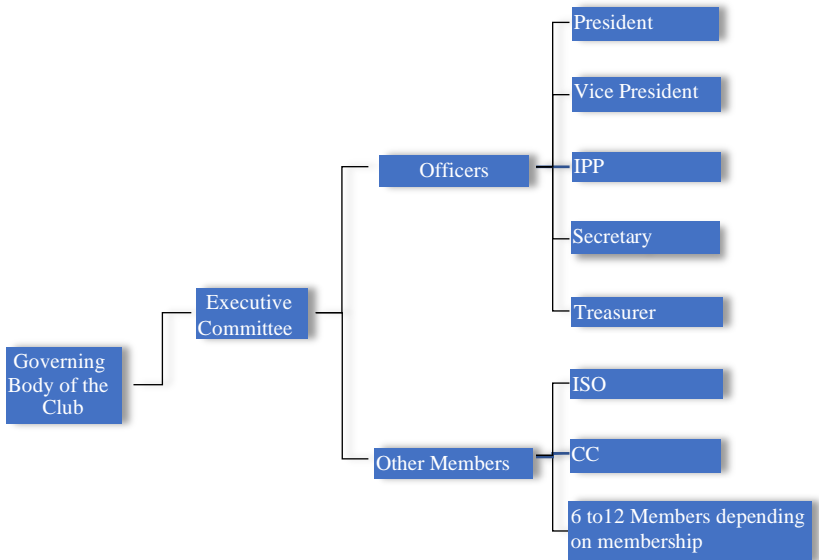 Governing
Body of the
Club
Executive
Committee
Officers
President
Vice President
IPP
Secretary
Treasurer
Other Members
ISO
CC
6 to12 Members depending
on membership